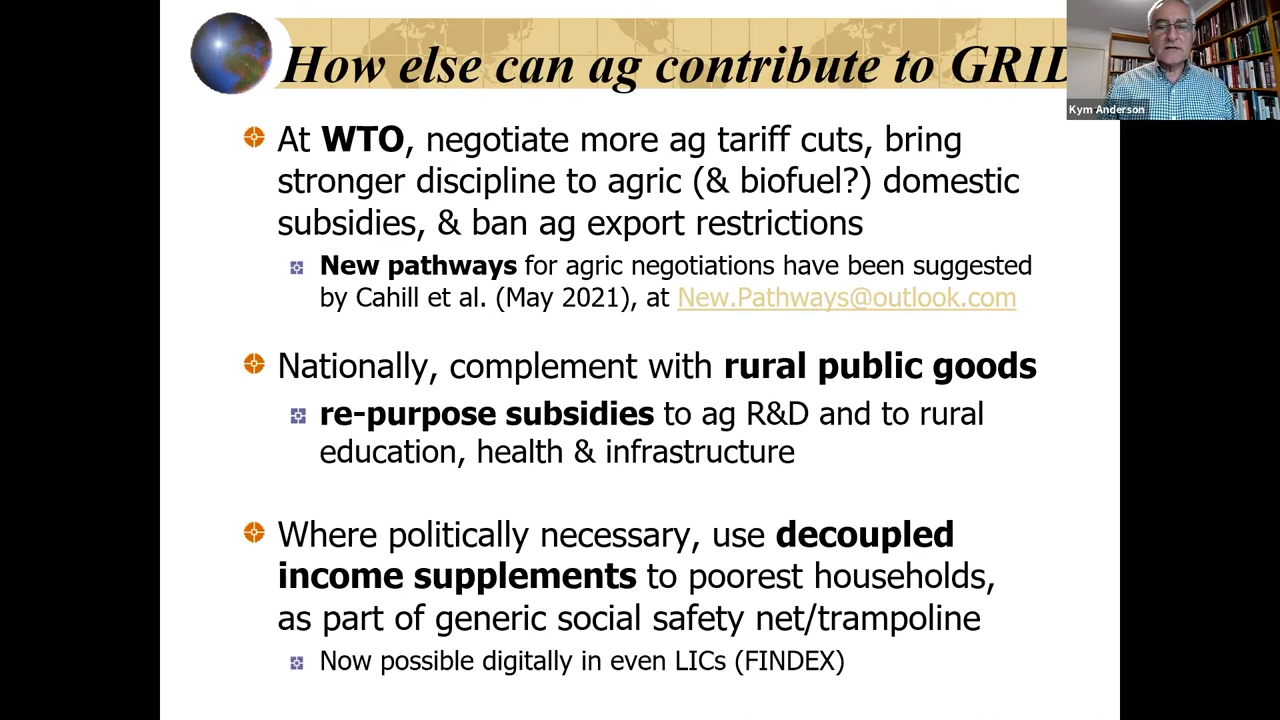 How else can ag contribute to GRID
Kym Anderson
At WTO, negotiate more ag tariff cuts, bring
stronger discipline to agric (& biofuel?) domestic
subsidies, & ban ag export restrictions
New pathways for agric negotiations have been suggested
by Cahill et al. (May 2021), at New.Pathways@outlook.com
Nationally, complement with rural public goods
re-purpose subsidies to ag R&D and to rural
education, health & infrastructure
Where politically necessary, use decoupled
income supplements to poorest households,
as part of generic social safety net/trampoline
Now possible digitally in even LICs (FINDEX)